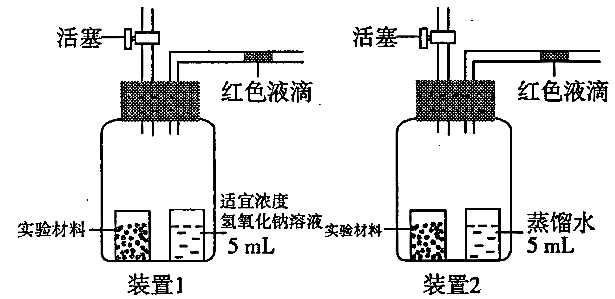 活塞
红色液滴
实验材料
适宜浓度
氢氧化钠溶液
5 mL
装置1
活塞
红色液滴
实验材料
蒸馏水
5 mL
装置2